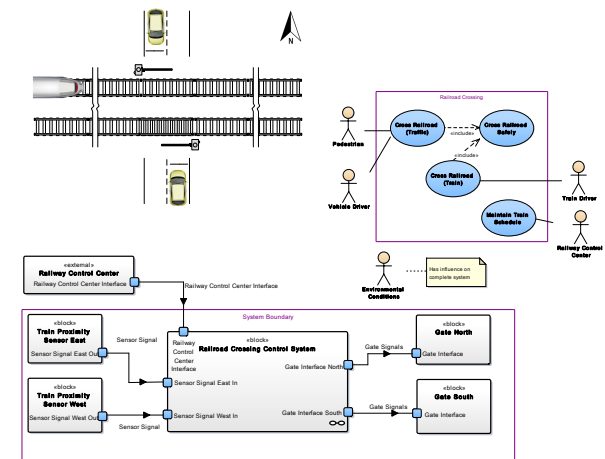 N
Railroad Crossing
Cross Railroad
(Traffic)
Cross Railroad
Safety
«include»
«include»
Cross Railroad
(Train)
Maintain Train
Schedule
Pedestrian
Vehicle Driver
Train Driver
Railway Control
Center
Environmental
Conditions
Has influence on
complete system
«external»
Railway Control Center
Railway Control Center Interface
Railway Control Center Interface
System Boundary
«block»
Train Proximity
Sensor East
Sensor Signal East Out
Sensor Signal
«block»
Train Proximity
Sensor West
Sensor Signal West Out
Sensor Signal
«block»
Railroad Crossing Control System
Railway
Control
Center
Interface
Sensor Signal East In
Sensor Signal West In
Gate Interface North
Gate Interface South
Gate Signals
Gate Signals
«block»
Gate North
Gate Interface
«block»
Gate South
Gate Interface